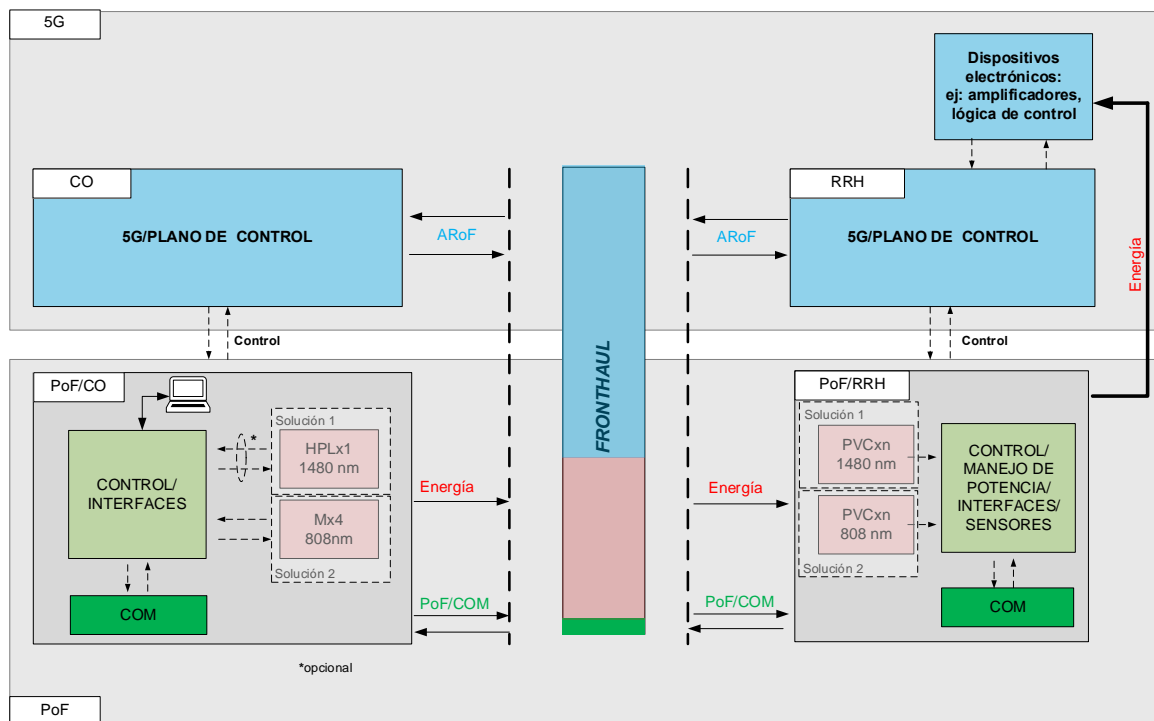 5G
Dispositivos
electrónicos:
ej: amplificadores,
lógica de control
CO
5G/PLANO DE CONTROL
ARoF
FRONTHAUL
ARoF
RRH
5G/PLANO DE CONTROL
Energía
Control
Control
PoF/CO
Solución 1
*
HPLx1
1480 nm
CONTROL/
INTERFACES
Mx4
808nm
Solución 2
COM
Energía
PoF/COM
*opcional
Energía
PoF/COM
PoF/RRH
Solución 1
PVCxn
1480 nm
PVCxn
808 nm
Solución 2
CONTROL/
MANEJO DE
POTENCIA/
INTERFACES/
SENSORES
COM
PoF